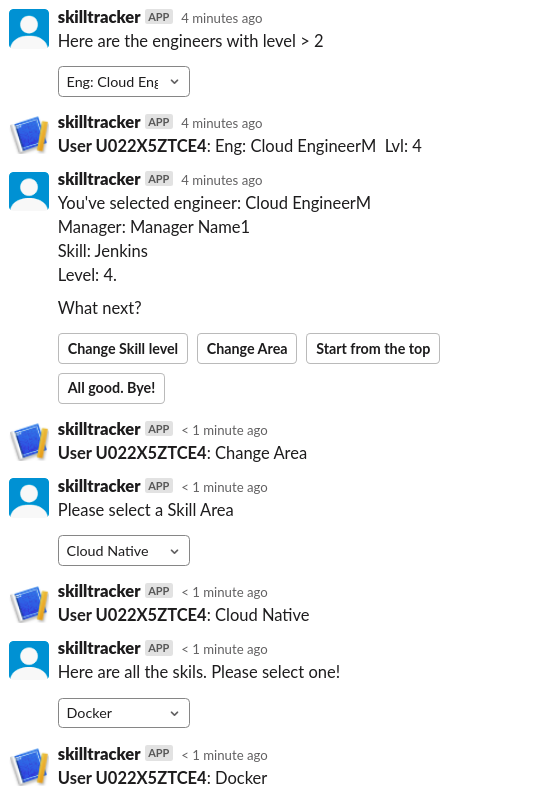 skilltracker APP 4 minutes ago
Here are the engineers with level > 2
Eng: Cloud Eng
skilltracker APP 4 minutes ago
User U022X5ZTCE4: Eng: Cloud EngineerM Lvl: 4
skilltracker APP 4 minutes ago
You've selected engineer: Cloud EngineerM
Manager: Manager Name1
Skill: Jenkins
Level: 4.
What next?
Change Skill level Change Area Start from the top
All good. Bye!
skilltracker APP < 1 minute ago
User U022X5ZTCE4: Change Area
skilltracker APP < 1 minute ago
Please select a Skill Area
Cloud Native
skilltracker APP < 1 minute ago
User U022X5ZTCE4: Cloud Native
skilltracker APP < 1 minute ago
Here are all the skils. Please select one!
Docker
skilltracker APP < 1 minute ago
User U022X5ZTCE4: Docker